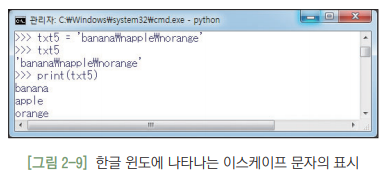 관리자: C:₩Windows₩system32₩cmd.exe - python
>>> txt5 = 'banana₩napple₩norange'
>>> txt5
'banana₩napple₩norange'
>>> print(txt5)
banana
apple
orange
[그림 2-9] 한글 윈도에 나타나는 이스케이프 문자의 표시